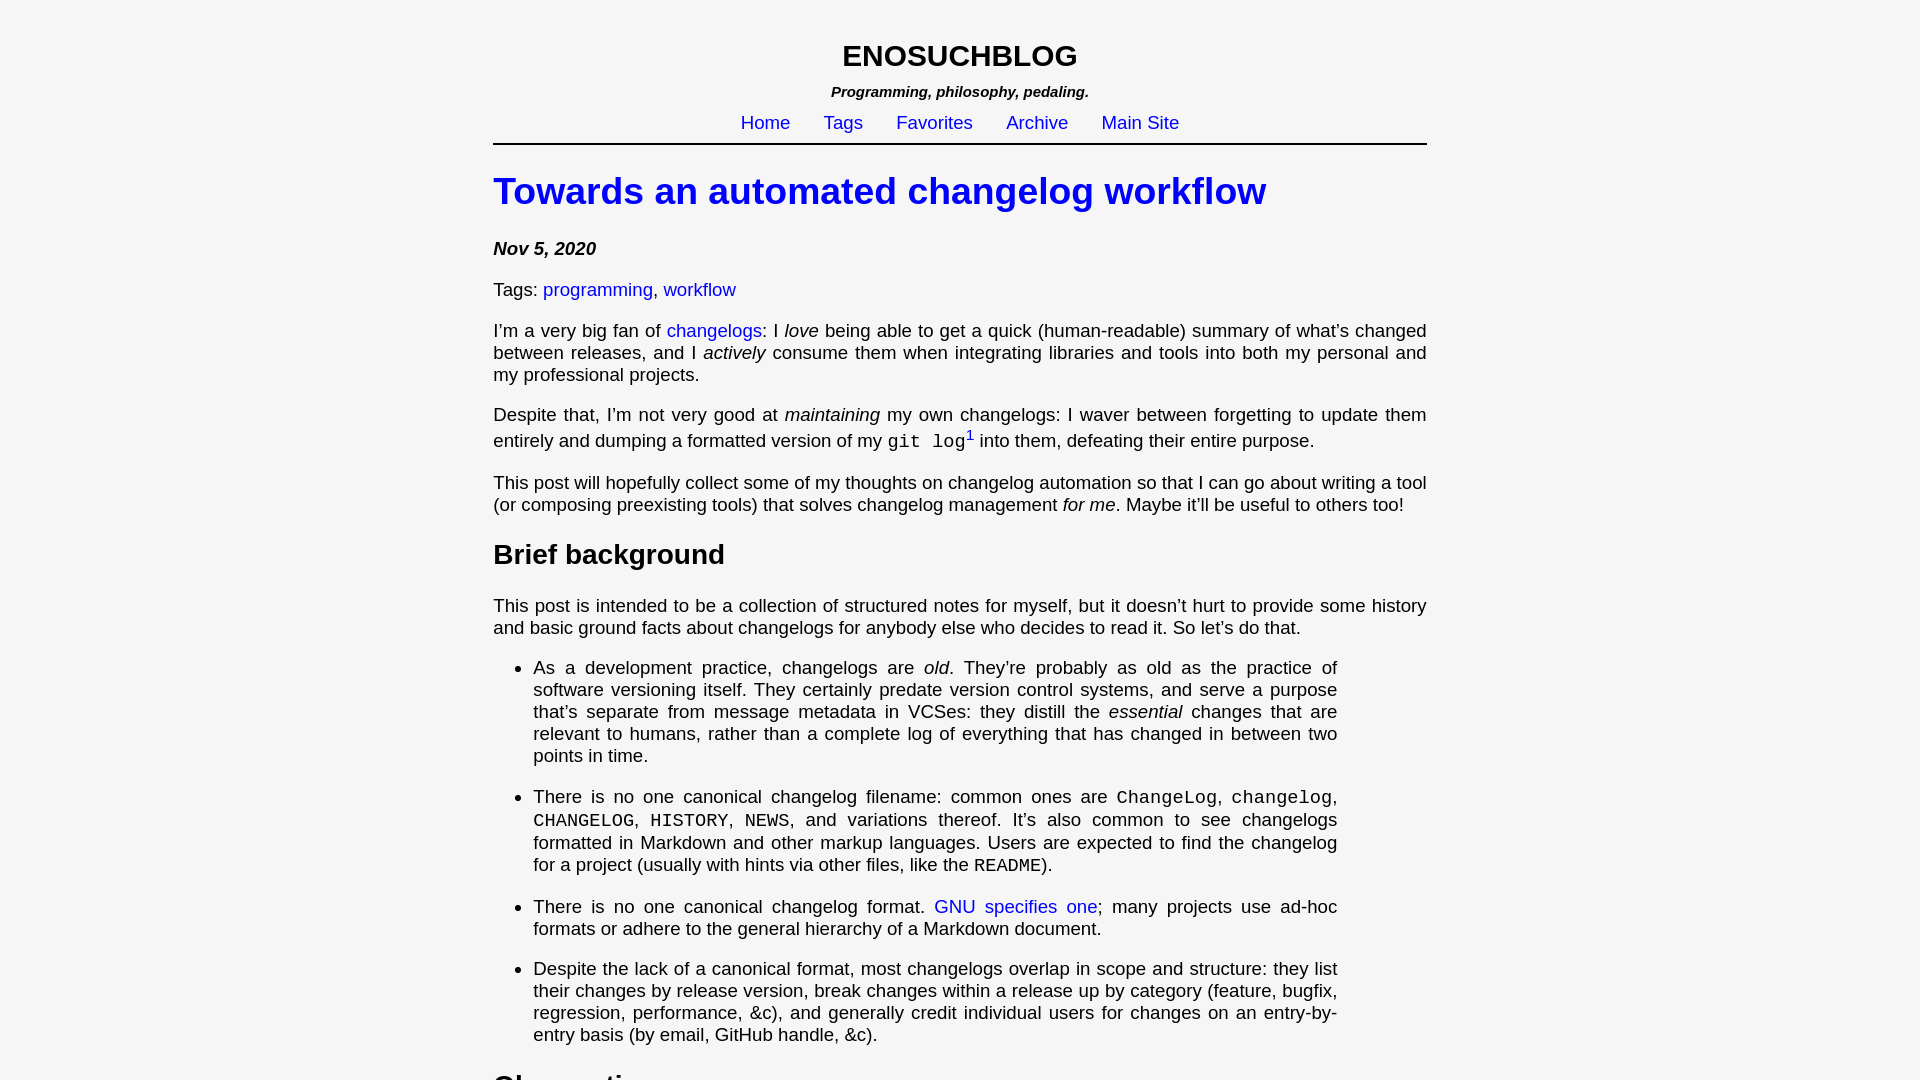 ENOSUCHBLOG
Programming, philosophy, pedaling.
Home Tags Favorites Archive Main Site
Towards an automated changelog workflow
Nov 5, 2020
Tags: programming, workflow
I’m a very big fan of changelogs: I love being able to get a quick (human-readable) summary of what’s changed
between releases, and I actively consume them when integrating libraries and tools into both my personal and
my professional projects.
Despite that, I’m not very good at maintaining my own changelogs: I waver between forgetting to update them
entirely and dumping a formatted version of my git log1 into them, defeating their entire purpose.
This post will hopefully collect some of my thoughts on changelog automation so that I can go about writing a tool
(or composing preexisting tools) that solves changelog management for me. Maybe it’ll be useful to others too!
Brief background
This post is intended to be a collection of structured notes for myself, but it doesn’t hurt to provide some history
and basic ground facts about changelogs for anybody else who decides to read it. So let’s do that.
• As a development practice, changelogs are old. They’re probably as old as the practice of
software versioning itself. They certainly predate version control systems, and serve a purpose
that’s separate from message metadata in VCSes: they distill the essential changes that are
relevant to humans, rather than a complete log of everything that has changed in between two
points in time.
• There is no one canonical changelog filename: common ones are ChangeLog, changelog,
CHANGELOG, HISTORY, NEWS, and variations thereof. It’s also common to see changelogs
formatted in Markdown and other markup languages. Users are expected to find the changelog
for a project (usually with hints via other files, like the README).
• There is no one canonical changelog format. GNU specifies one; many projects use ad-hoc
formats or adhere to the general hierarchy of a Markdown document.
• Despite the lack of a canonical format, most changelogs overlap in scope and structure: they list
their changes by release version, break changes within a release up by category (feature, bugfix,
regression, performance, &c), and generally credit individual users for changes on an entry-by-
entry basis (by email, GitHub handle, &c).